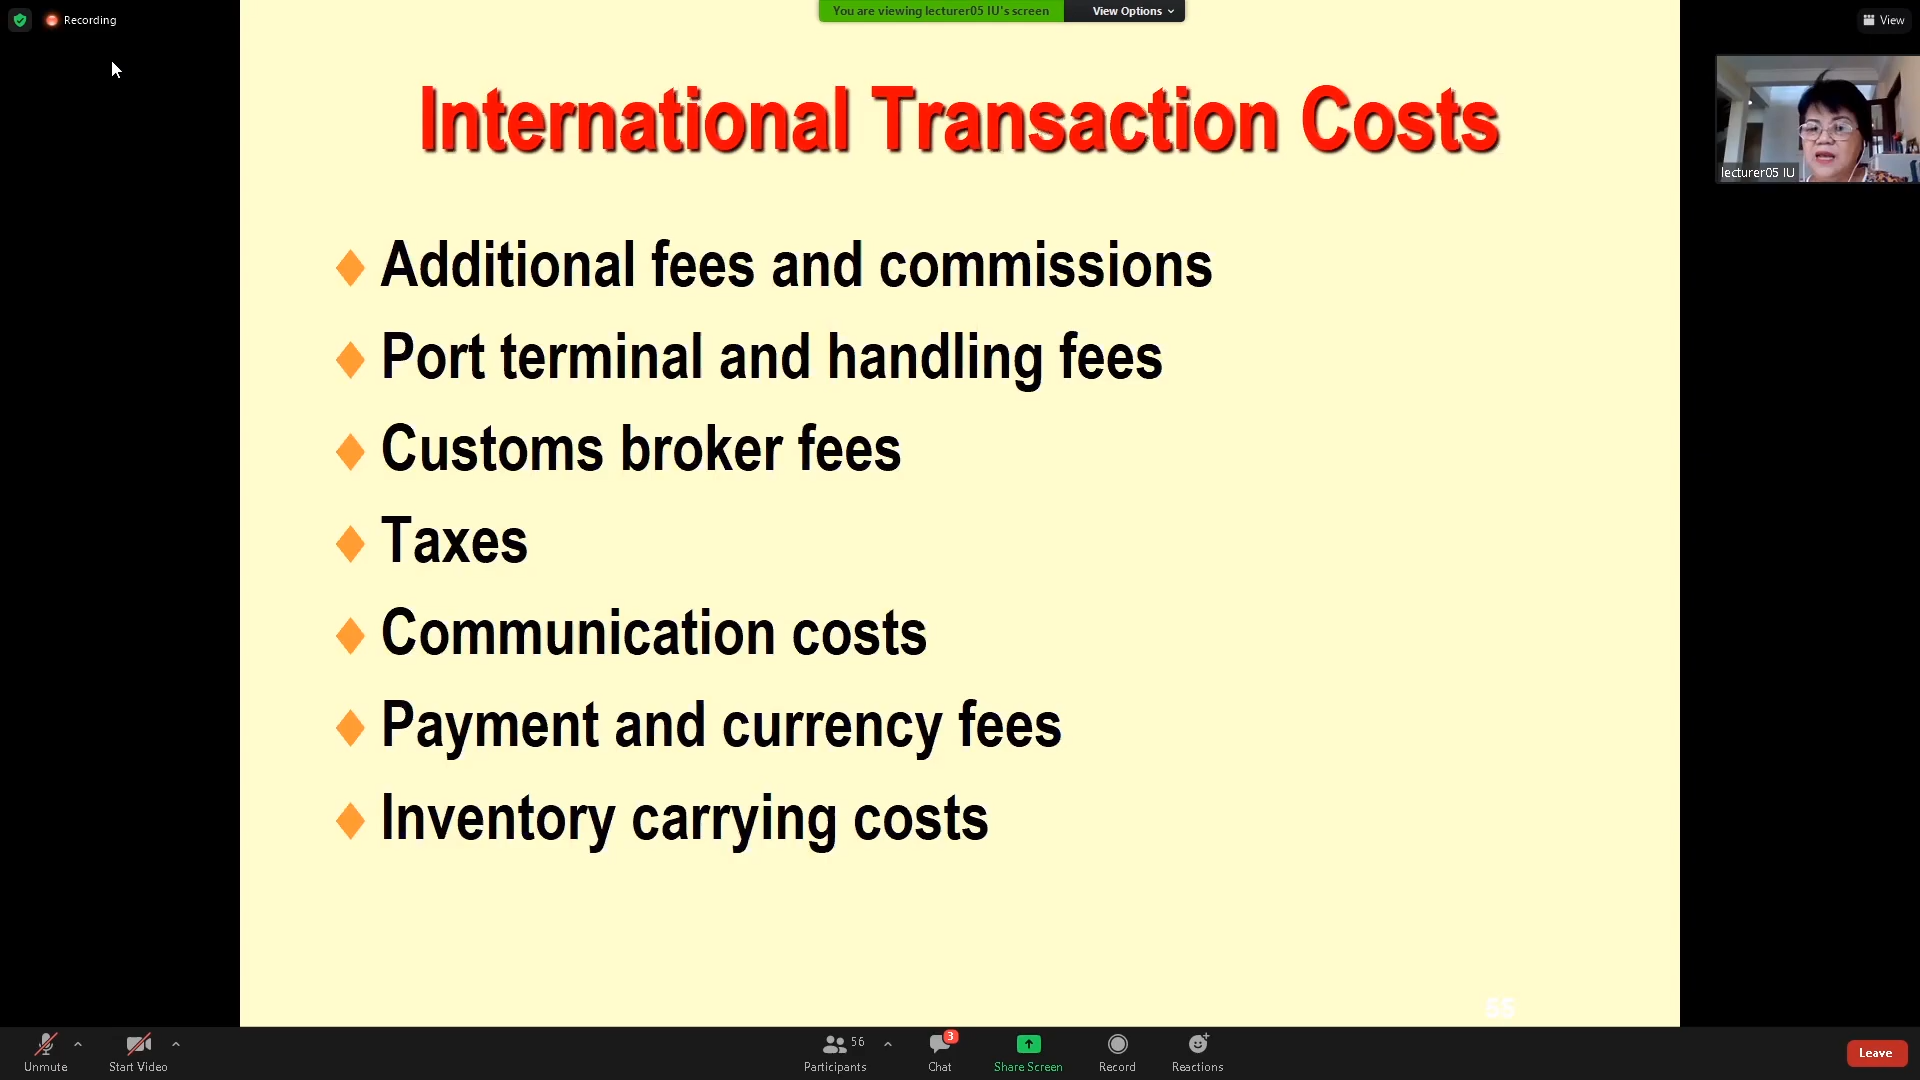 Recording
You are viewing lecturer05 IU's screen
View Options
View
International Transaction Costs
lecturer05 IU
Additional fees and commissions
Port terminal and handling fees
Customs broker fees
Taxes
Communication costs
Payment and currency fees
Inventory carrying costs
55
Unmute
Start Video
56
Participants
3
Chat
Share Screen
Record
Reactions
Leave